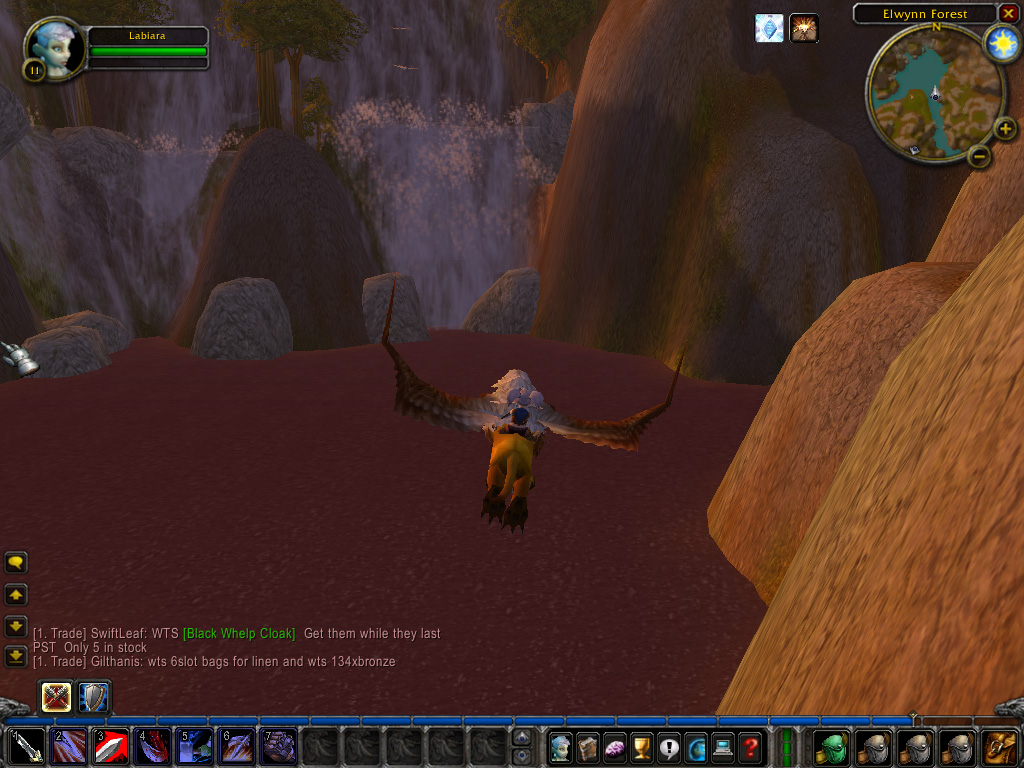 Labiara
11
Elwynn Forest
N
[1. Trade] SwiftLeaf: WTS [Black Whelp Cloak]. Get them while they last
PST Only 5 in stock
[1. Trade] Gilthanis: wts 6slot bags for linen and wts 134xbronze
1 2 3 4 5 6 7